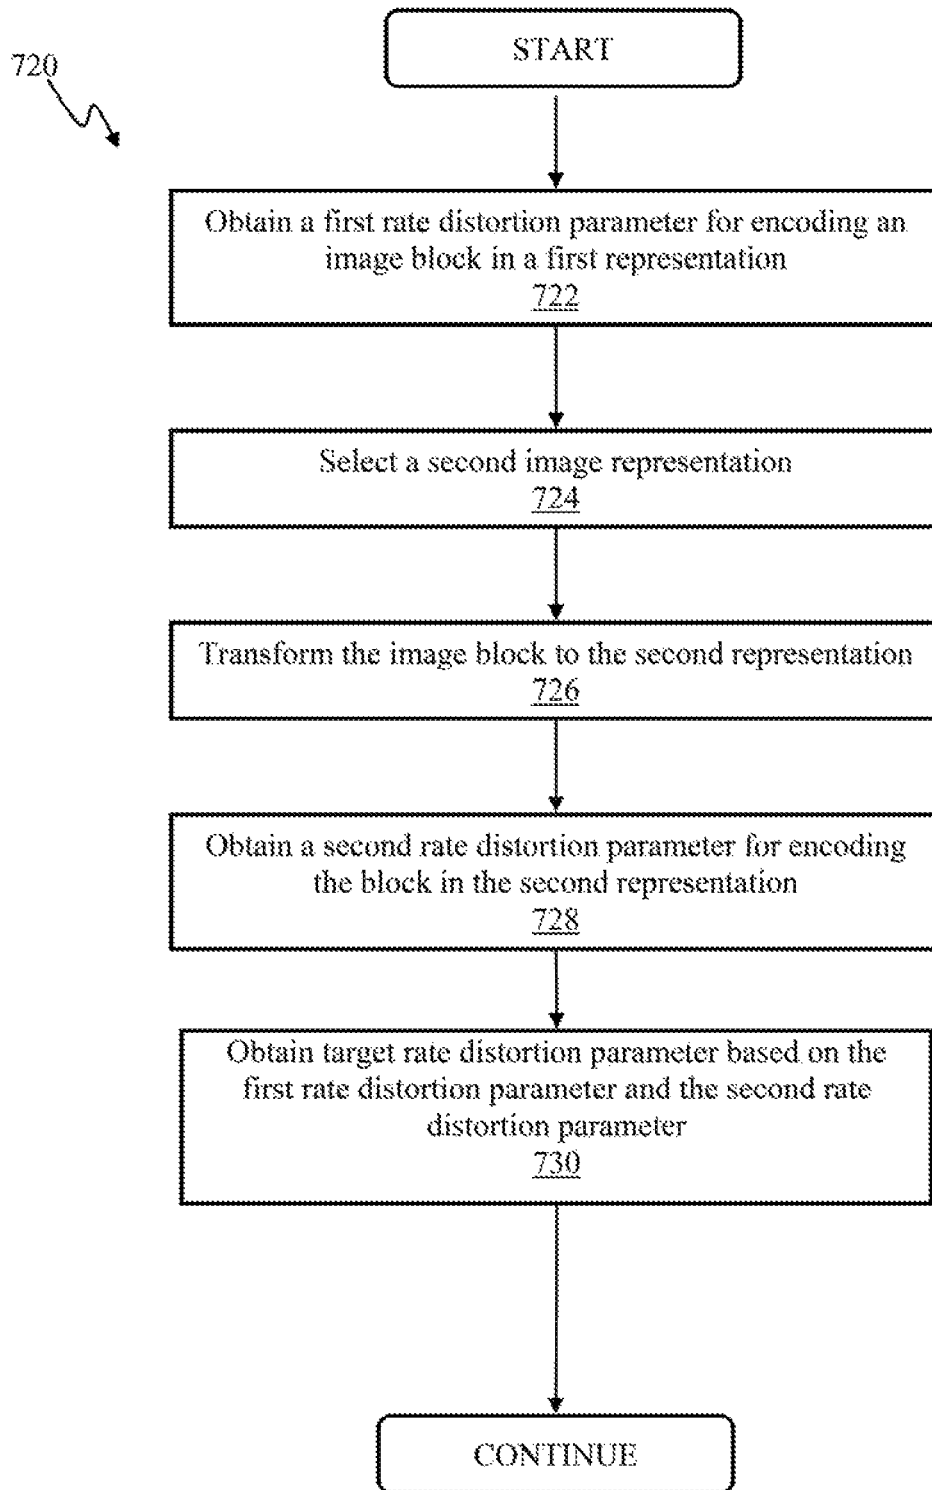 START
720
Obtain a first rate distortion parameter for encoding an
image block in a first representation
722
Select a second image representation
724
Transform the image block to the second representation
726
Obtain a second rate distortion parameter for encoding
the block in the second representation
728
Obtain target rate distortion parameter based on the
first rate distortion parameter and the second rate
distortion parameter
730
CONTINUE